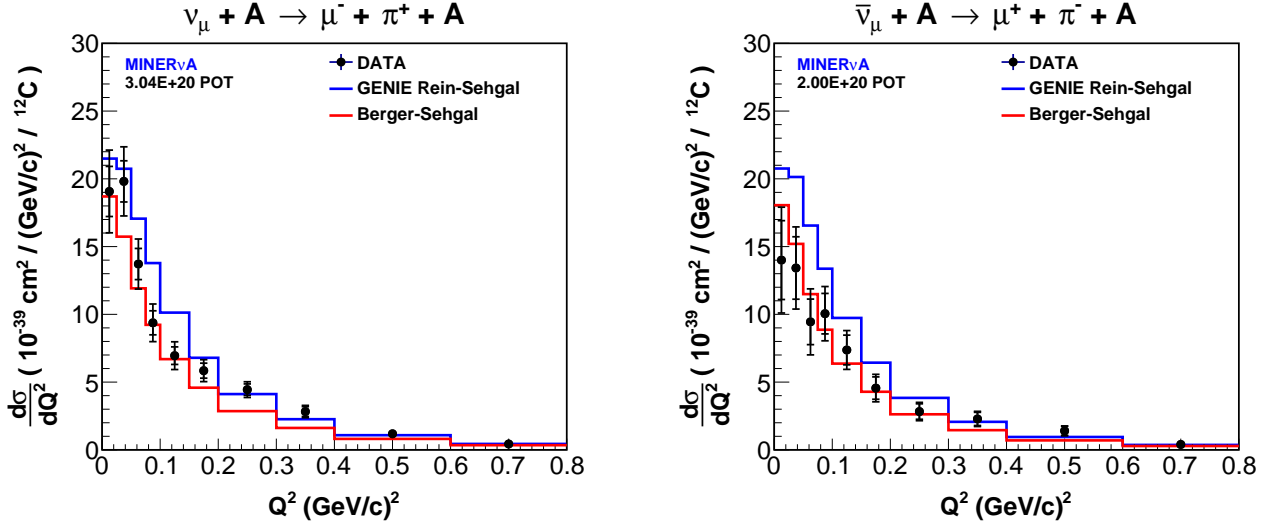 νμ + A → μ- + π+ + A
30
25
20
15
10
5
0
dσ/dQ² ( 10⁻³⁹ cm² / (GeV/c)² / ¹²C )
MINERνA
3.04E+20 POT
DATA
GENIE Rein-Sehgal
Berger-Sehgal
0 0.1 0.2 0.3 0.4 0.5 0.6 0.7 0.8
Q² (GeV/c)²
ν̄μ + A → μ+ + π- + A
30
25
20
15
10
5
0
dσ/dQ² ( 10⁻³⁹ cm² / (GeV/c)² / ¹²C )
MINERνA
2.00E+20 POT
DATA
GENIE Rein-Sehgal
Berger-Sehgal
0 0.1 0.2 0.3 0.4 0.5 0.6 0.7 0.8
Q² (GeV/c)²